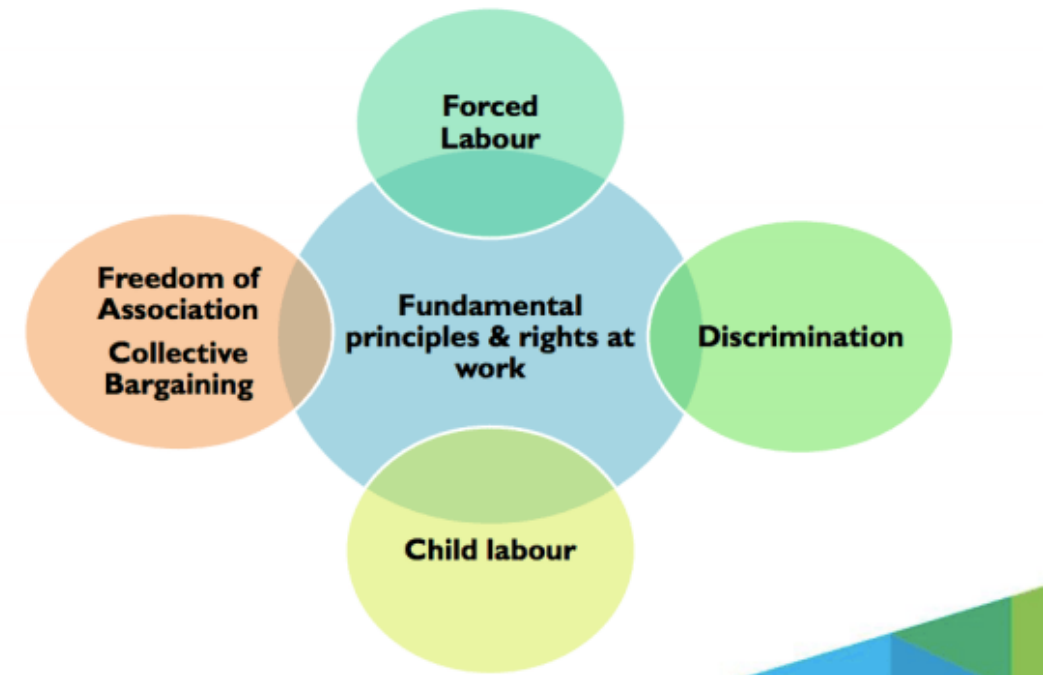 Forced
Labour
Freedom of
Association
Collective
Bargaining
Fundamental
principles & rights at
work
Discrimination
Child labour